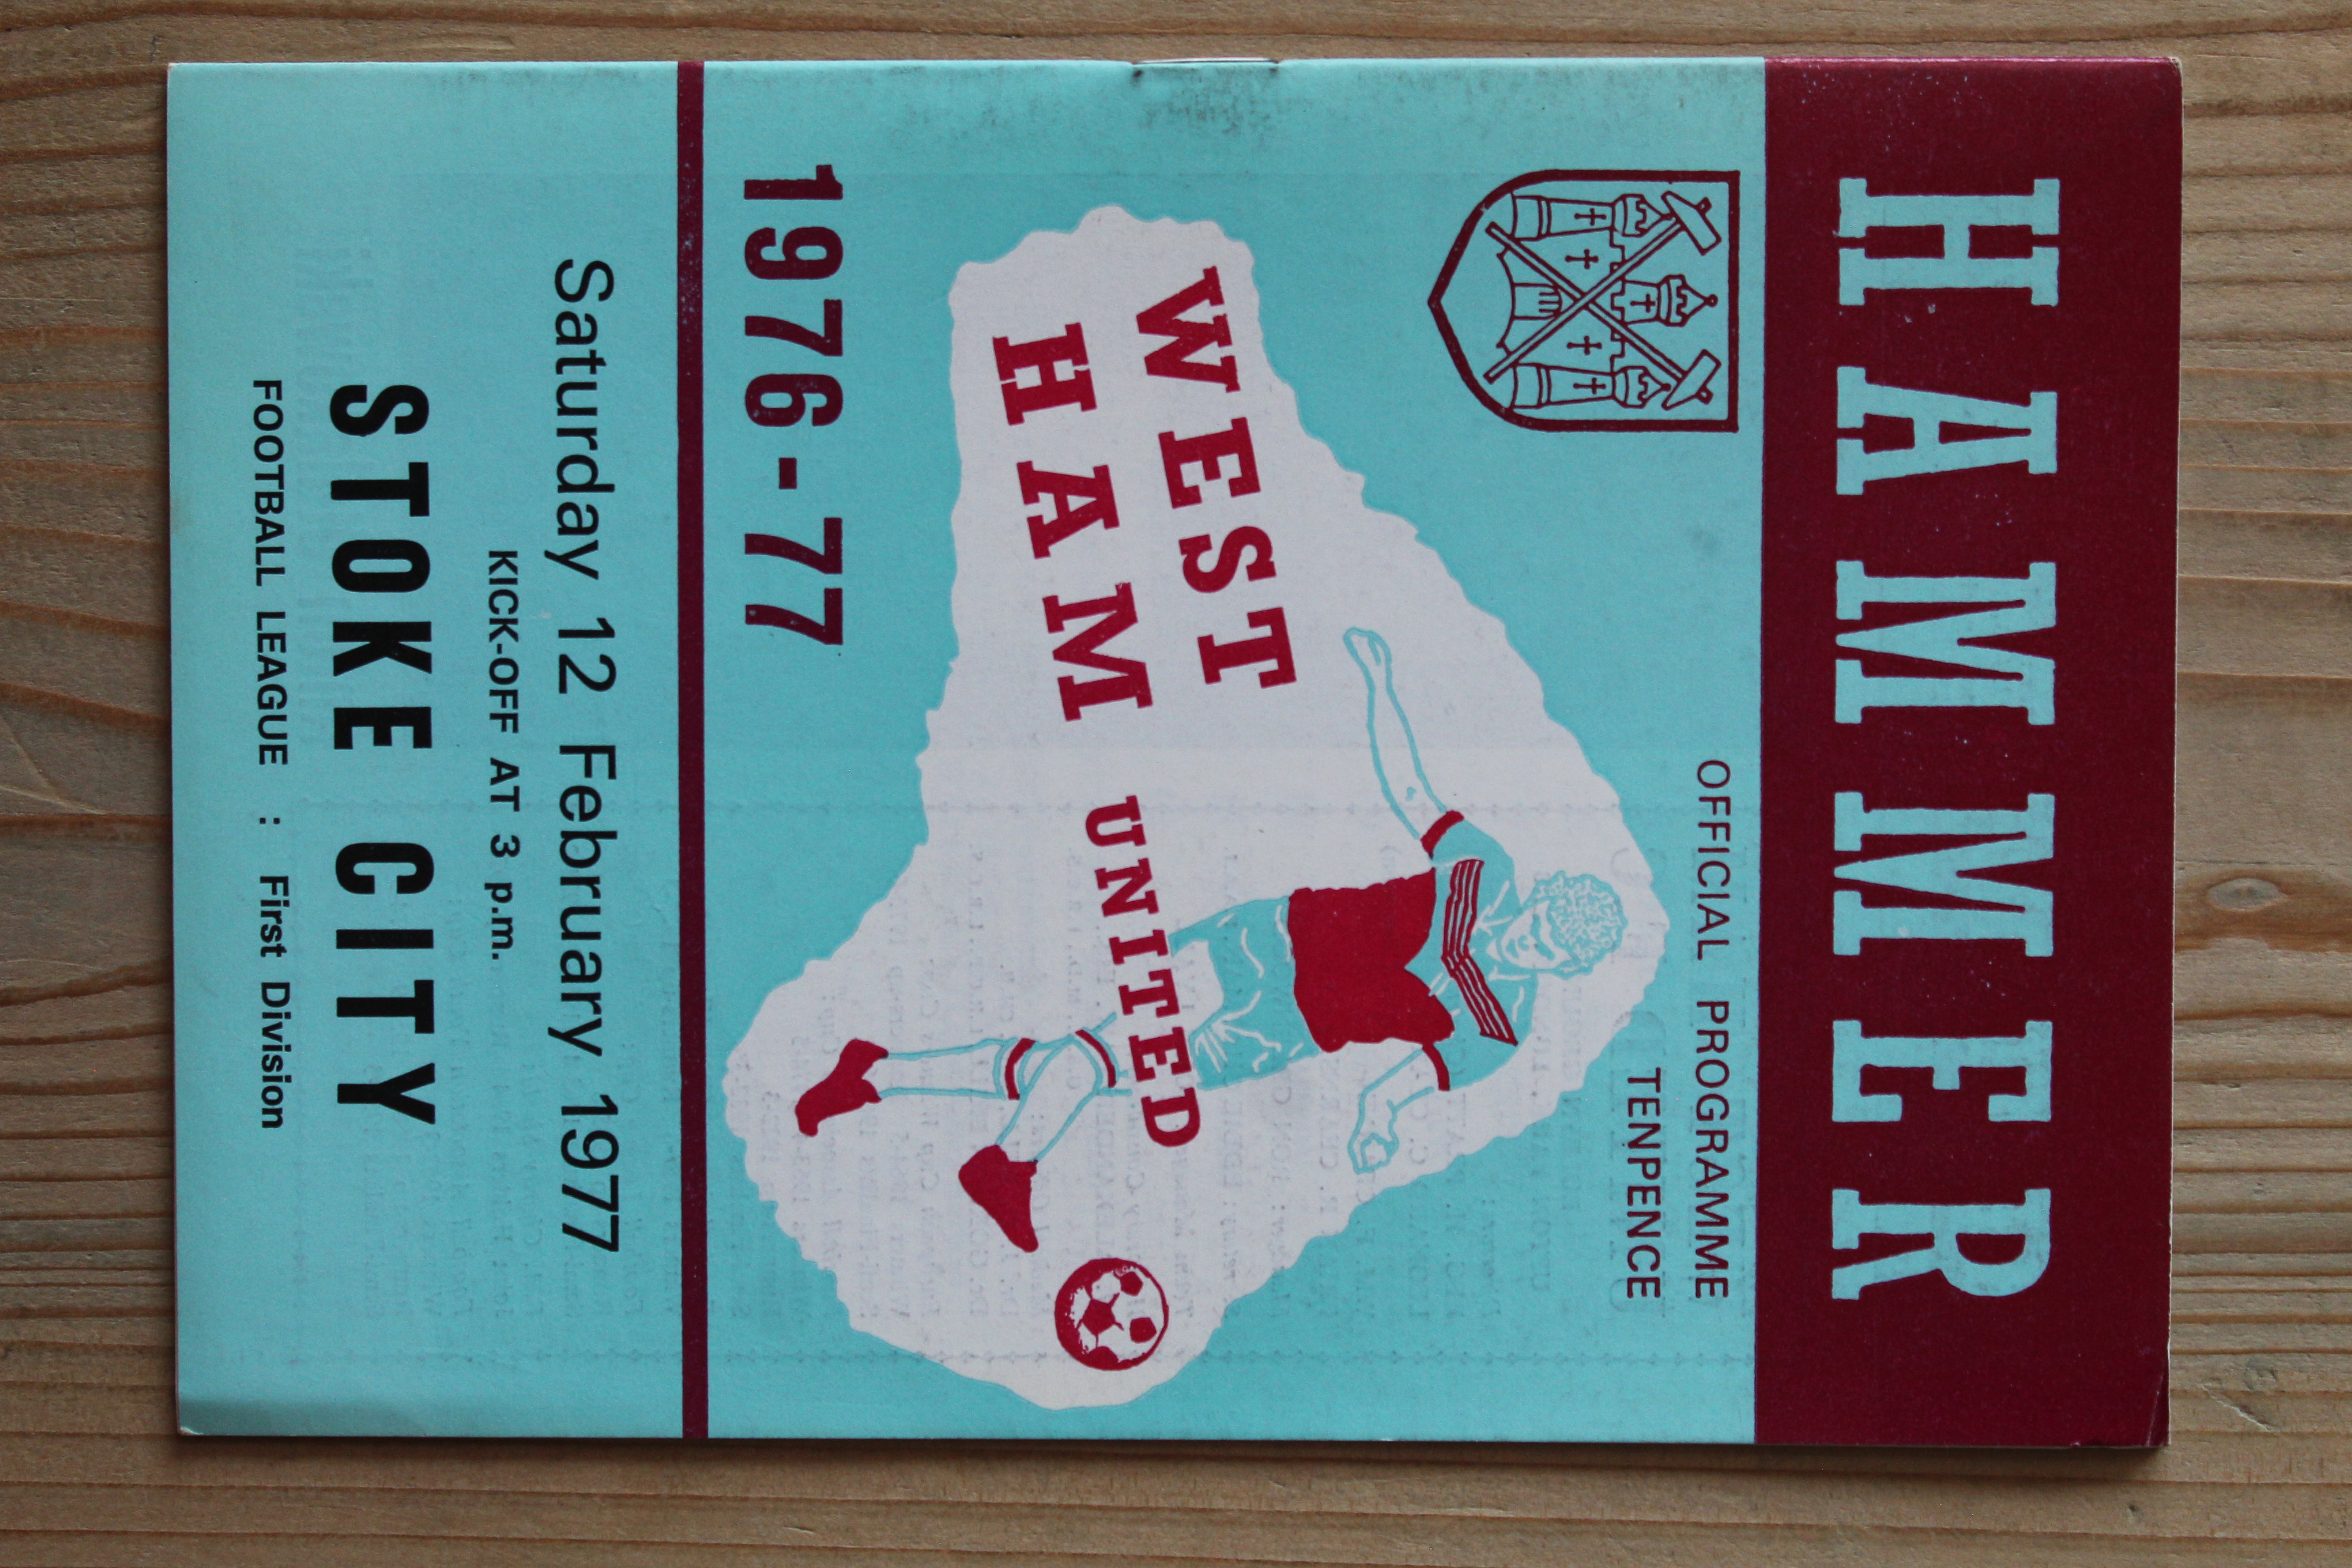 HAMMER
OFFICIAL PROGRAMME
TENPENCE
WEST
HAM UNITED
1976-77
Saturday 12 February 1977
KICK-OFF AT 3 p.m.
STOKE CITY
FOOTBALL LEAGUE : First Division